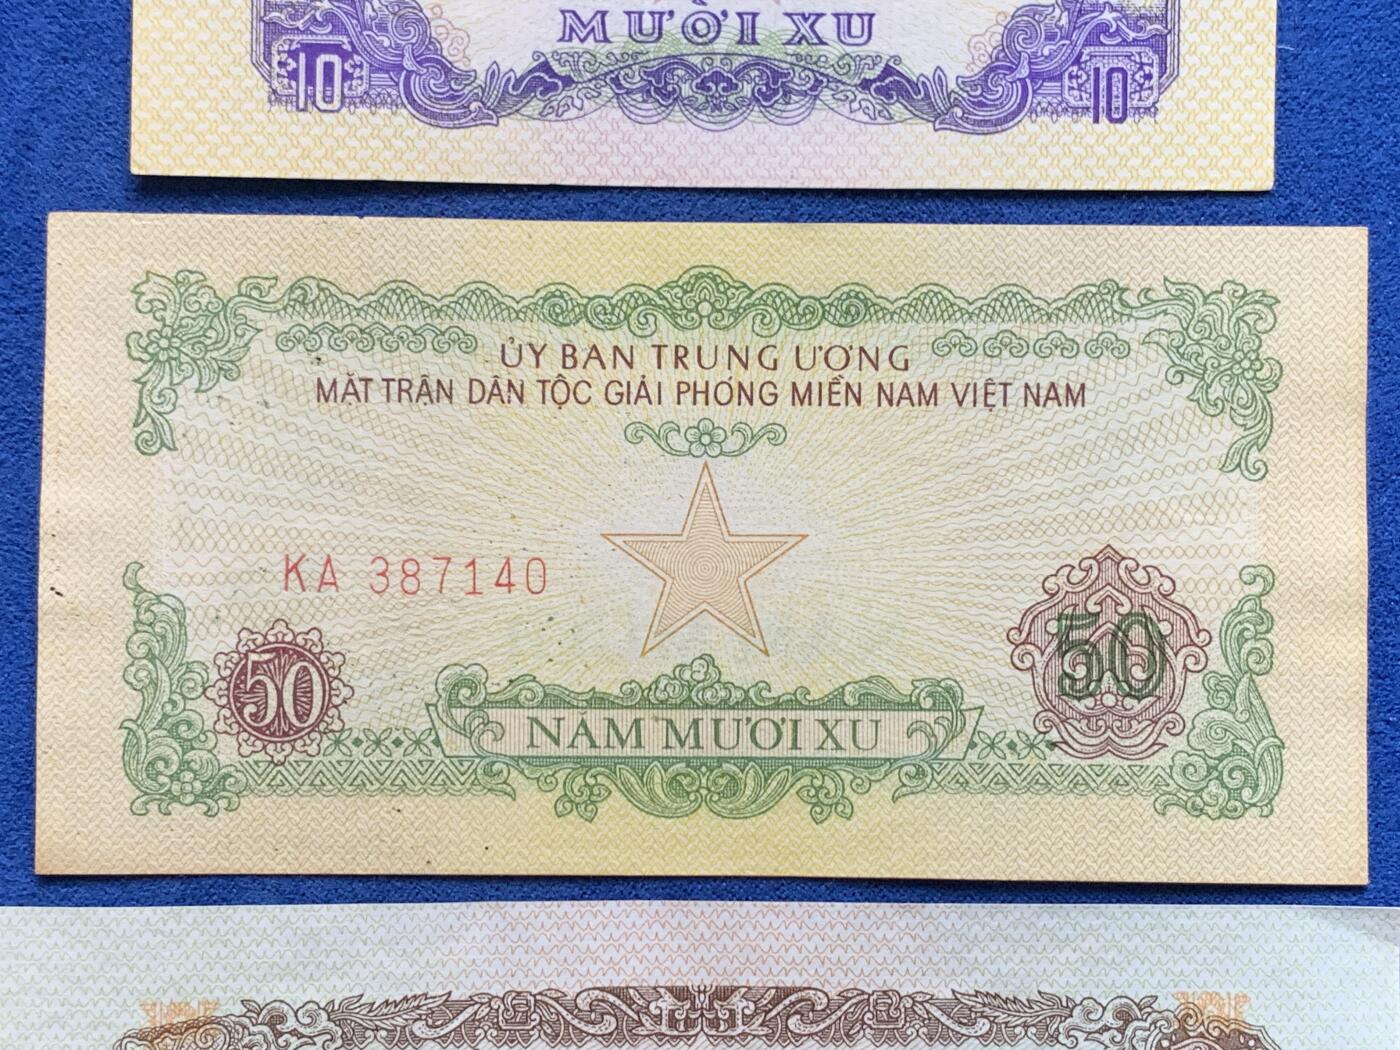 MƯỜI XU
10 10
ỦY BAN TRUNG ƯƠNG
MẶT TRẬN DÂN TỘC GIẢI PHÓNG MIỀN NAM VIỆT NAM
KA 387140
50 50
NĂM MƯƠI XU